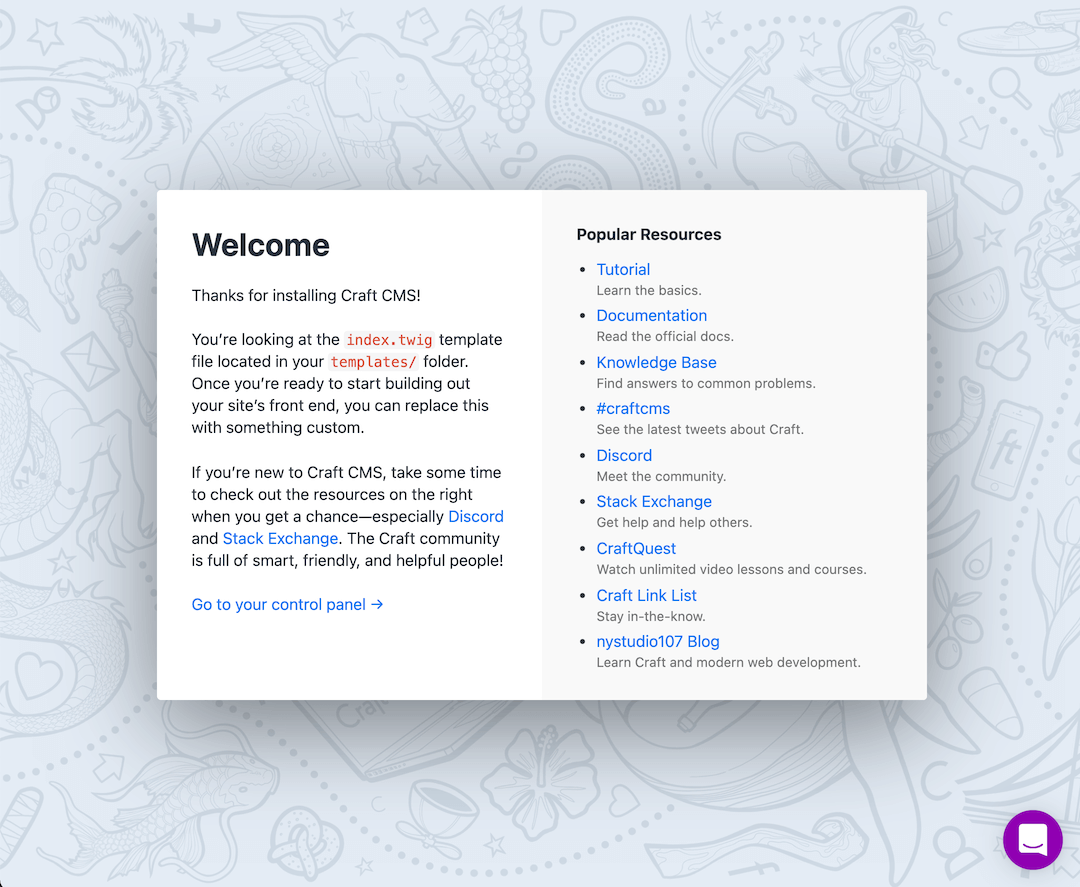 Welcome
Thanks for installing Craft CMS!
You’re looking at the index.twig template
file located in your templates/ folder.
Once you’re ready to start building out
your site’s front end, you can replace this
with something custom.
If you’re new to Craft CMS, take some time
to check out the resources on the right
when you get a chance—especially Discord
and Stack Exchange. The Craft community
is full of smart, friendly, and helpful people!
Go to your control panel →
Popular Resources
• Tutorial
Learn the basics.
• Documentation
Read the official docs.
• Knowledge Base
Find answers to common problems.
• #craftcms
See the latest tweets about Craft.
• Discord
Meet the community.
• Stack Exchange
Get help and help others.
• CraftQuest
Watch unlimited video lessons and courses.
• Craft Link List
Stay in-the-know.
• nystudio107 Blog
Learn Craft and modern web development.